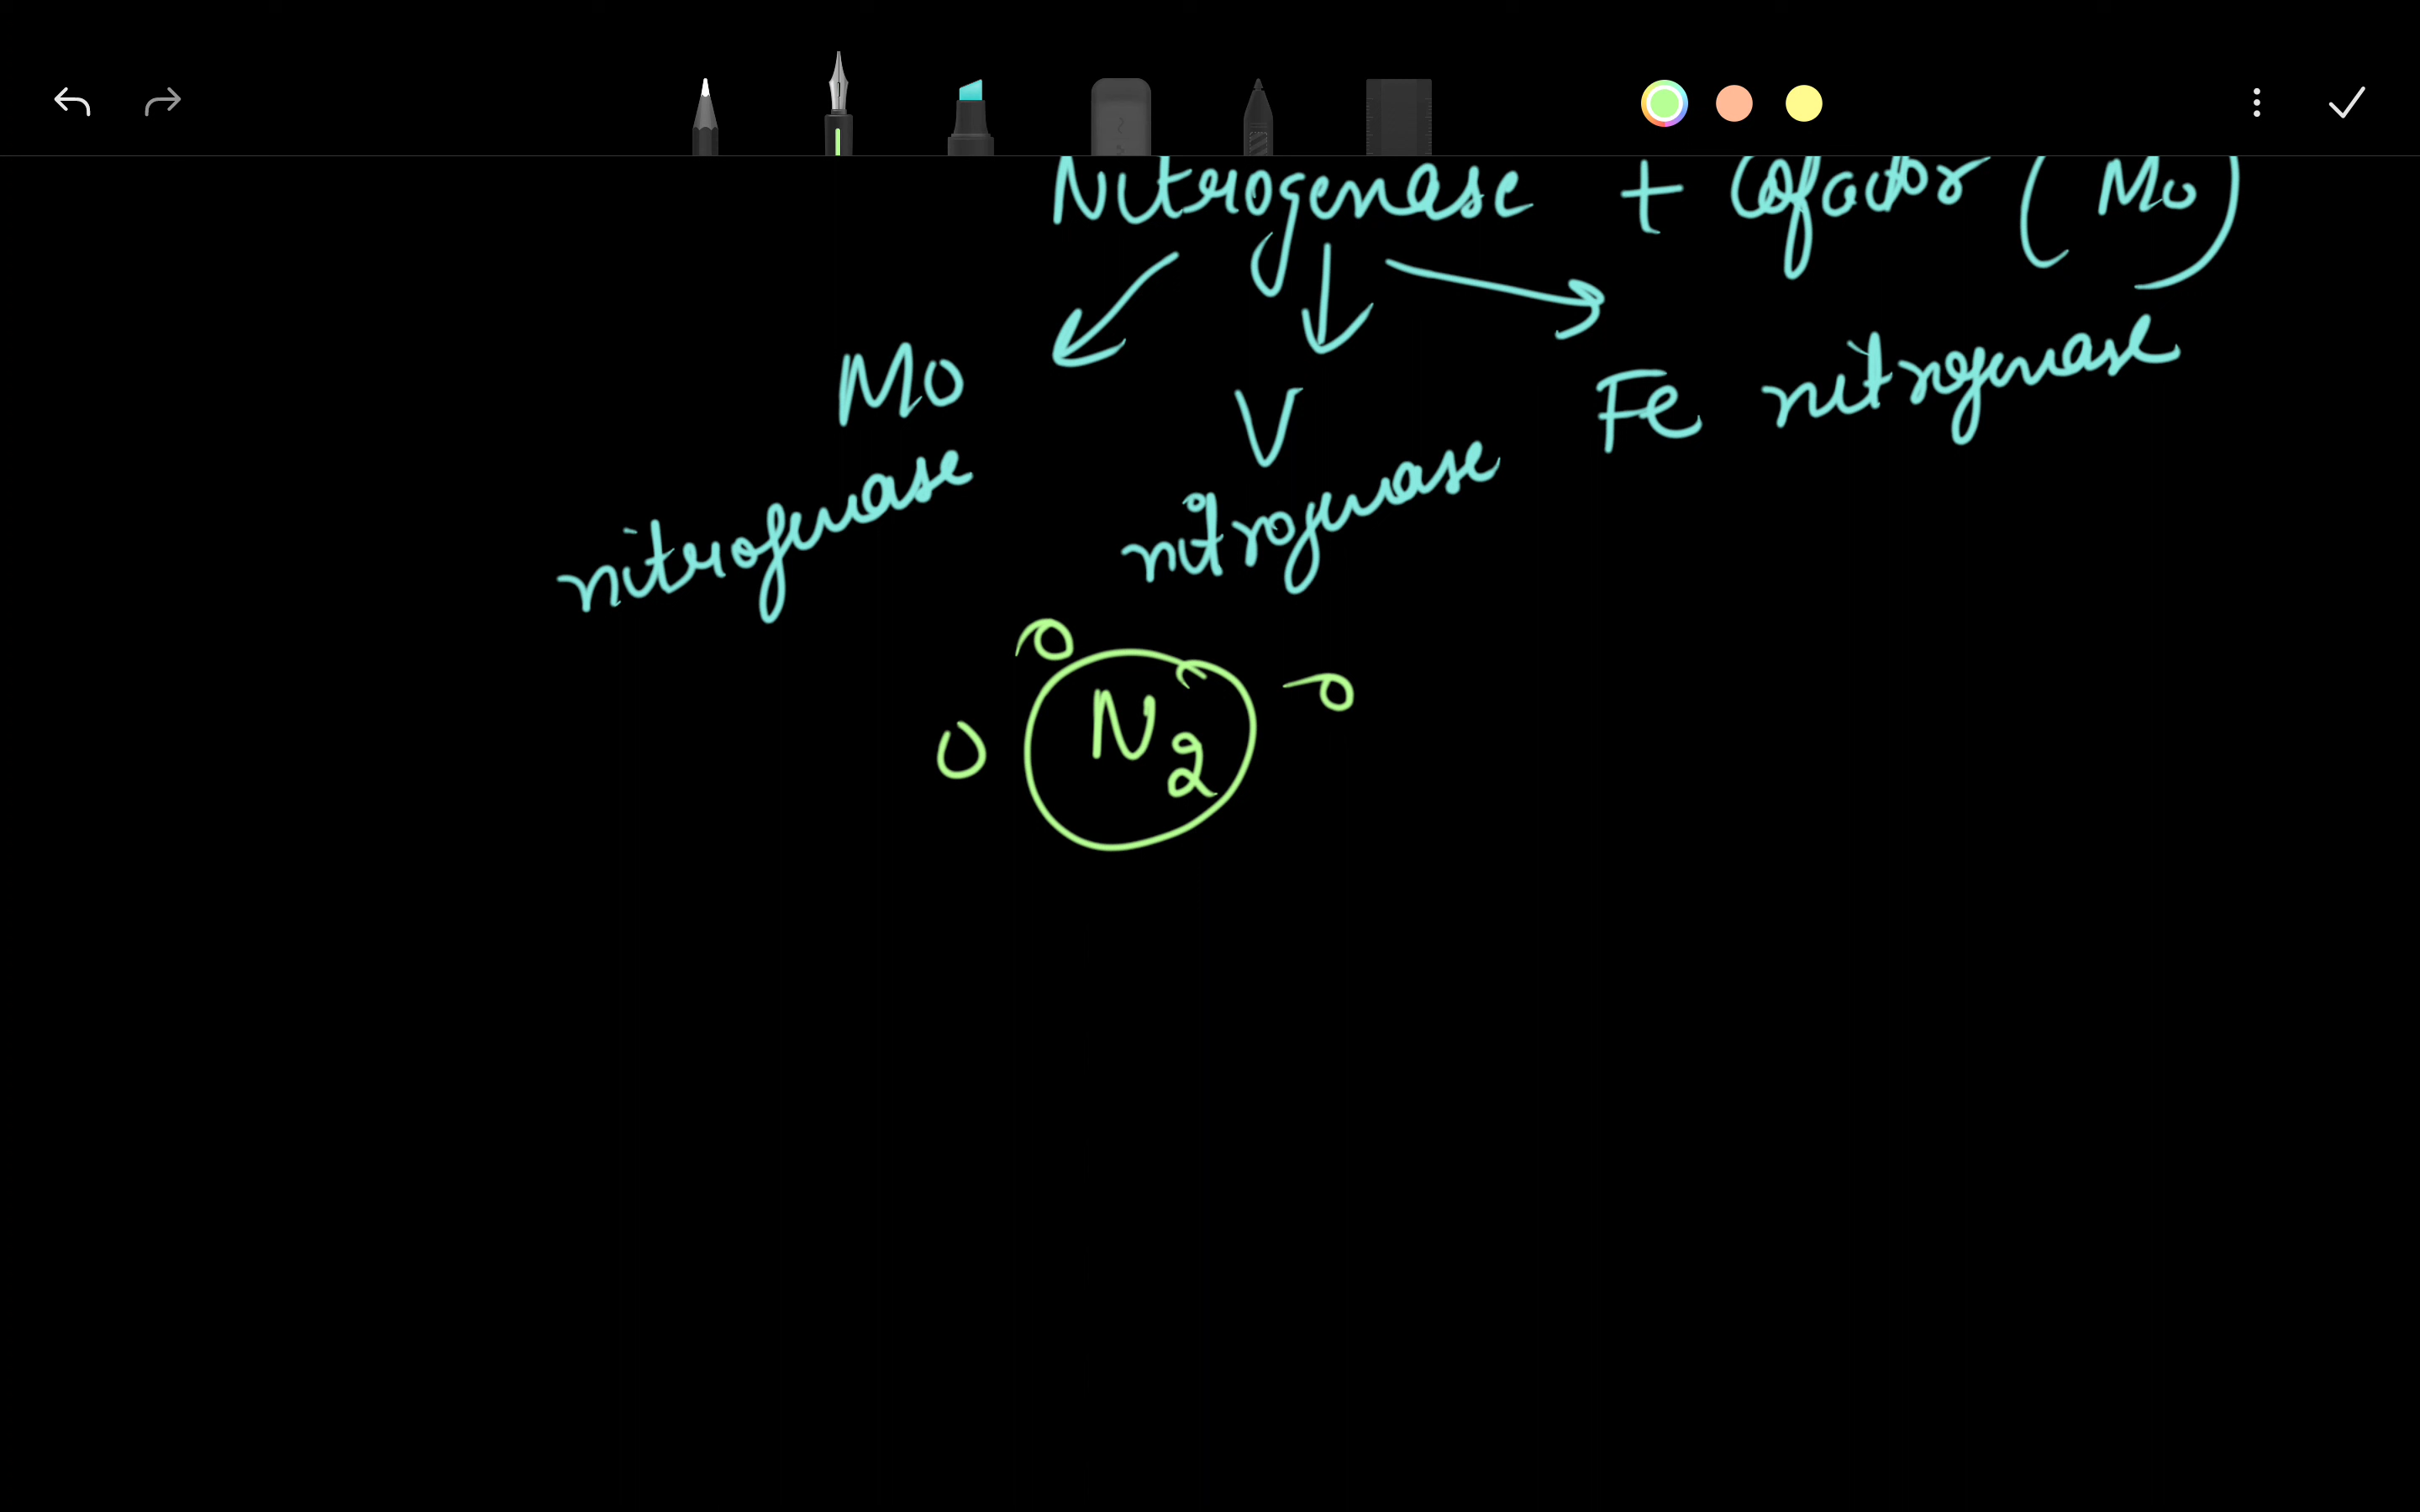 Nitrogenase + Cofactor (Mo)
Mo
nitrogenase
V
nitrogenase
Fe nitrogenase
N2